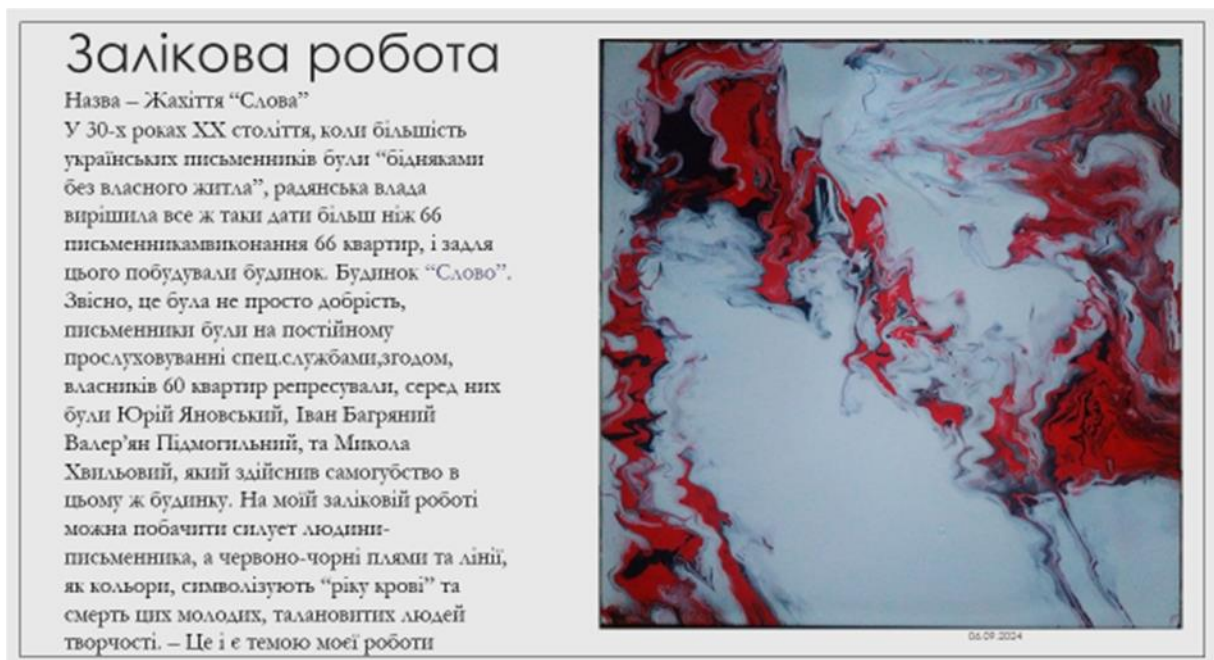 Залікова робота
Назва – Жахіття “Слова”
У 30-х роках ХХ століття, коли більшість
українських письменників були “бідняками
без власного житла”, радянська влада
вирішила все ж таки дати більш ніж 66
письменникамвиконання 66 квартир, і задля
цього побудували будинок. Будинок “Слово”.
Звісно, це була не просто добрість,
письменники були на постійному
прослуховуванні спец.службами,згодом,
власників 60 квартир репресували, серед них
були Юрій Яновський, Іван Багряний
Валер’ян Підмогильний, та Микола
Хвильовий, який здійснив самогубство в
цьому ж будинку. На моїй заліковій роботі
можна побачити силует людини-
письменника, а червоно-чорні плями та лінії,
як кольори, символізують “ріку крові” та
смерть цих молодих, талановитих людей
творчості. – Це і є темою моєї роботи
06.09.2024